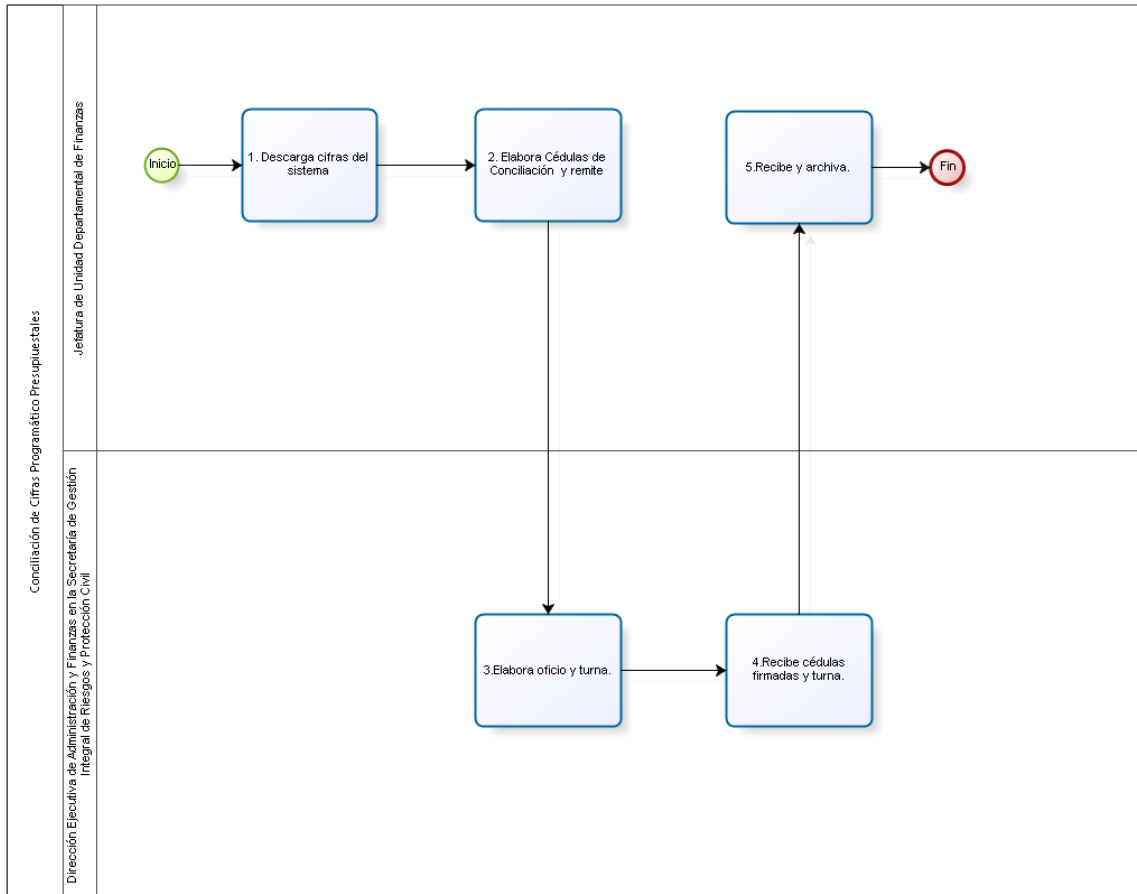 Conciliación de Cifras Programático Presupiuestales
Jefatura de Unidad Departamental de Finanzas
Inicio
1. Descarga cifras del
sistema
2. Elabora Cédulas de
Conciliación y remite
5.Recibe y archiva.
Fin
Dirección Ejecutiva de Administración y Finanzas en la Secretaría de Gestión
Integral de Riesgos y Protección Civil
3.Elabora oficio y turna.
4.Recibe cédulas
firmadas y turna.